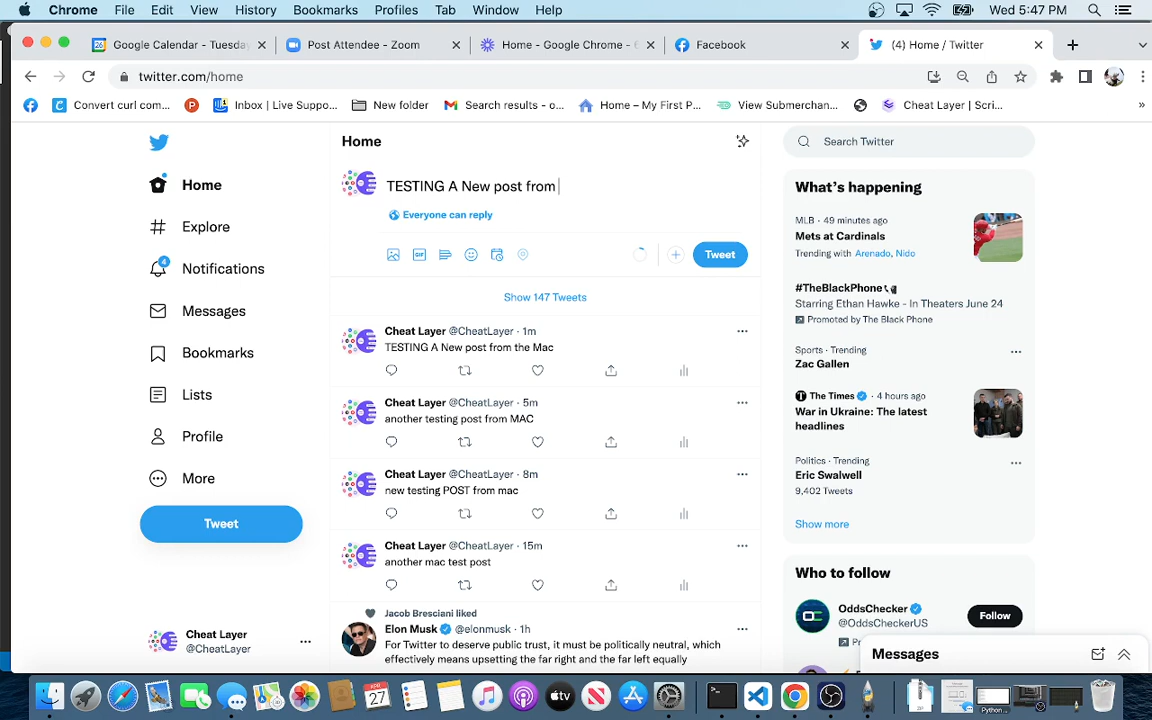 Chrome File Edit View History Bookmarks Profiles Tab Window Help Wed 5:47 PM
Google Calendar - Tuesda Post Attendee - Zoom Home - Google Chrome - Facebook (4) Home / Twitter
twitter.com/home
Convert curl com... Inbox | Live Suppo... New folder Search results - o... Home – My First P... View Submerchan... Cheat Layer | Scri... »
Home
Explore
4
Notifications
Messages
Bookmarks
Lists
Profile
More
Tweet
Cheat Layer
@CheatLayer
Home
TESTING A New post from
Everyone can reply
GIF
Tweet
Show 147 Tweets
Cheat Layer @CheatLayer · 1m
TESTING A New post from the Mac
Cheat Layer @CheatLayer · 5m
another testing post from MAC
Cheat Layer @CheatLayer · 8m
new testing POST from mac
Cheat Layer @CheatLayer · 15m
another mac test post
Jacob Bresciani liked
Elon Musk @elonmusk · 1h
For Twitter to deserve public trust, it must be politically neutral, which
effectively means upsetting the far right and the far left equally
Search Twitter
What's happening
MLB · 49 minutes ago
Mets at Cardinals
Trending with Arenado, Nido
#TheBlackPhone
Starring Ethan Hawke - In Theaters June 24
Promoted by The Black Phone
Sports · Trending
Zac Gallen
The Times · 4 hours ago
War in Ukraine: The latest
headlines
Politics · Trending
Eric Swalwell
9,402 Tweets
Show more
Who to follow
OddsChecker
@OddsCheckerUS
Follow
Messages
27
tv